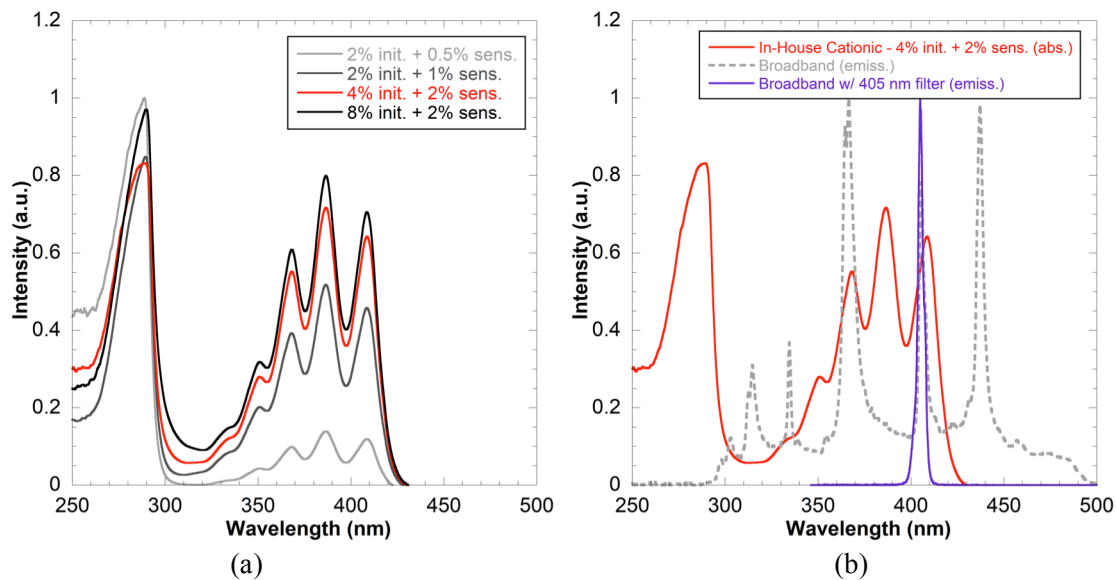 1.2
1
0.8
0.6
0.4
0.2
0
Intensity (a.u.)
250 300 350 400 450 500
Wavelength (nm)
2% init. + 0.5% sens.
2% init. + 1% sens.
4% init. + 2% sens.
8% init. + 2% sens.
(a)
1.2
1
0.8
0.6
0.4
0.2
0
Intensity (a.u.)
250 300 350 400 450 500
Wavelength (nm)
In-House Cationic - 4% init. + 2% sens. (abs.)
Broadband (emiss.)
Broadband w/ 405 nm filter (emiss.)
(b)